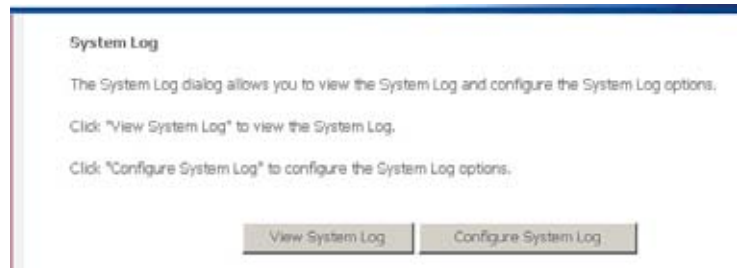 System Log
The System Log dialog allows you to view the System Log and configure the System Log options.
Click "View System Log" to view the System Log.
Click "Configure System Log" to configure the System Log options.
View System Log Configure System Log